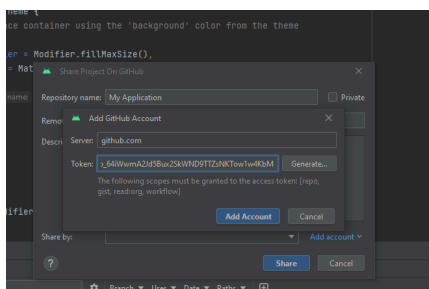 me {
ce container using the 'background' color from the theme
er = Modifier.fillMaxSize(),
= Mat
Share Project On GitHub
name
Repository name: My Application
Private
Remo
Add GitHub Account
Descri
Server: github.com
Token: _64iWwmA2Jd5Bux2SkWND9TTZsNKTow1w4KbM Generate...
The following scopes must be granted to the access token: [repo,
gist, read:org, workflow]
difier
Add Account Cancel
Share by: Add account
? Share Cancel
Branch User Date Paths